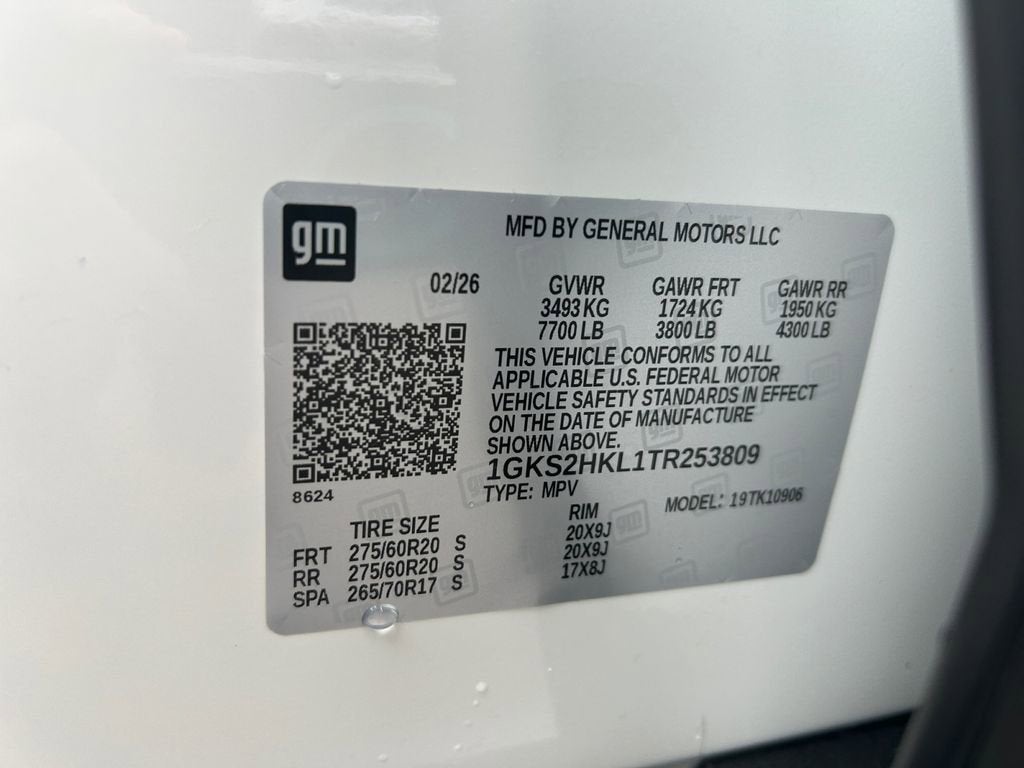 gm
MFD BY GENERAL MOTORS LLC
02/26
GVWR GAWR FRT GAWR RR
3493 KG 1724 KG 1950 KG
7700 LB 3800 LB 4300 LB
THIS VEHICLE CONFORMS TO ALL
APPLICABLE U.S. FEDERAL MOTOR
VEHICLE SAFETY STANDARDS IN EFFECT
ON THE DATE OF MANUFACTURE
SHOWN ABOVE.
1GKS2HKL1TR253809
8624
TYPE: MPV MODEL: 19TK10906
TIRE SIZE RIM
FRT 275/60R20 S 20X9J
RR 275/60R20 S 20X9J
SPA 265/70R17 S 17X8J